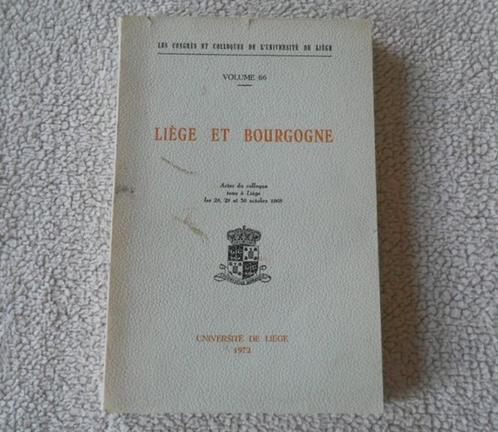 LES CONGRÈS ET COLLOQUES DE L'UNIVERSITÉ DE LIÈGE
VOLUME 66
LIÈGE ET BOURGOGNE
Actes du colloque
tenu à Liège
les 28, 29 et 30 octobre 1968
UNIVERSITÉ DE LIÈGE
1972